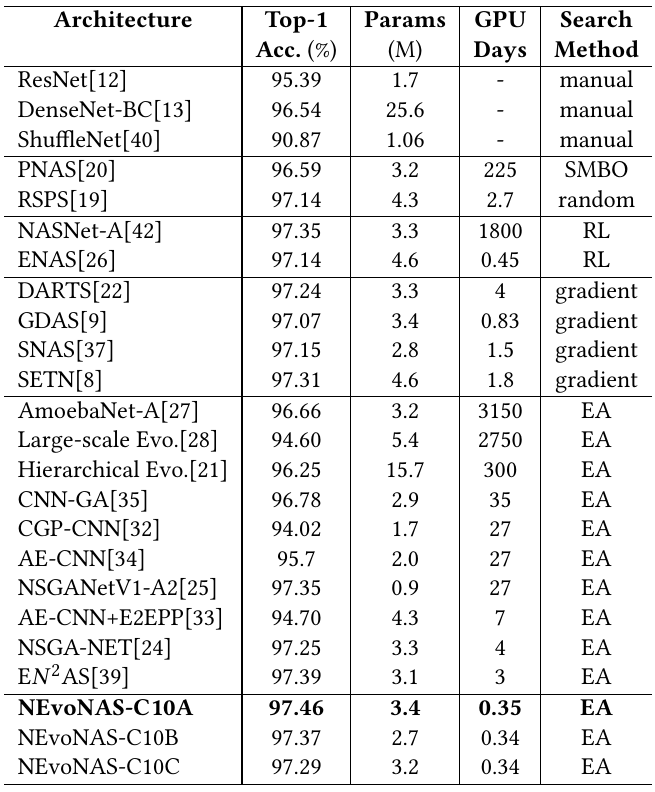 Architecture Top-1 Params GPU Search
Acc. (%) (M) Days Method
ResNet[12] 95.39 1.7 - manual
DenseNet-BC[13] 96.54 25.6 - manual
ShuffleNet[40] 90.87 1.06 - manual
PNAS[20] 96.59 3.2 225 SMBO
RSPS[19] 97.14 4.3 2.7 random
NASNet-A[42] 97.35 3.3 1800 RL
ENAS[26] 97.14 4.6 0.45 RL
DARTS[22] 97.24 3.3 4 gradient
GDAS[9] 97.07 3.4 0.83 gradient
SNAS[37] 97.15 2.8 1.5 gradient
SETN[8] 97.31 4.6 1.8 gradient
AmoebaNet-A[27] 96.66 3.2 3150 EA
Large-scale Evo.[28] 94.60 5.4 2750 EA
Hierarchical Evo.[21] 96.25 15.7 300 EA
CNN-GA[35] 96.78 2.9 35 EA
CGP-CNN[32] 94.02 1.7 27 EA
AE-CNN[34] 95.7 2.0 27 EA
NSGANetV1-A2[25] 97.35 0.9 27 EA
AE-CNN+E2EPP[33] 94.70 4.3 7 EA
NSGA-NET[24] 97.25 3.3 4 EA
EN²AS[39] 97.39 3.1 3 EA
NEvoNAS-C10A 97.46 3.4 0.35 EA
NEvoNAS-C10B 97.37 2.7 0.34 EA
NEvoNAS-C10C 97.29 3.2 0.34 EA